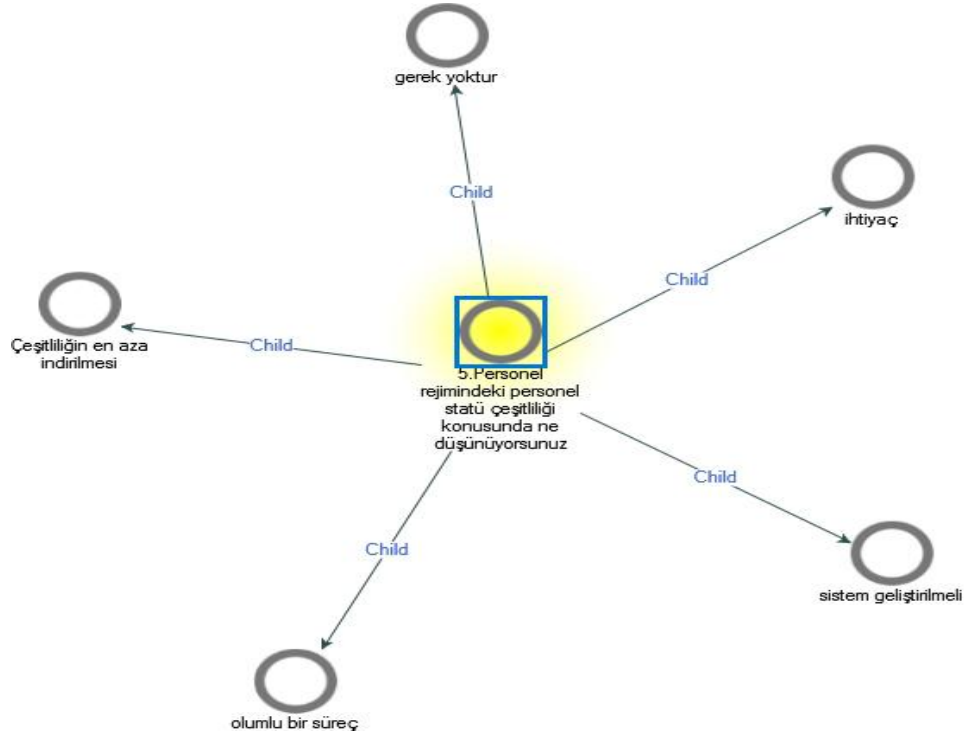 gerek yoktur
Child
ihtiyaç
Child
Çeşitliliğin en aza
indirilmesi
Child
5.Personel
rejimindeki personel
statü çeşitliliği
konusunda ne
düşünüyorsunuz
Child
sistem geliştirilmeli
Child
olumlu bir süreç